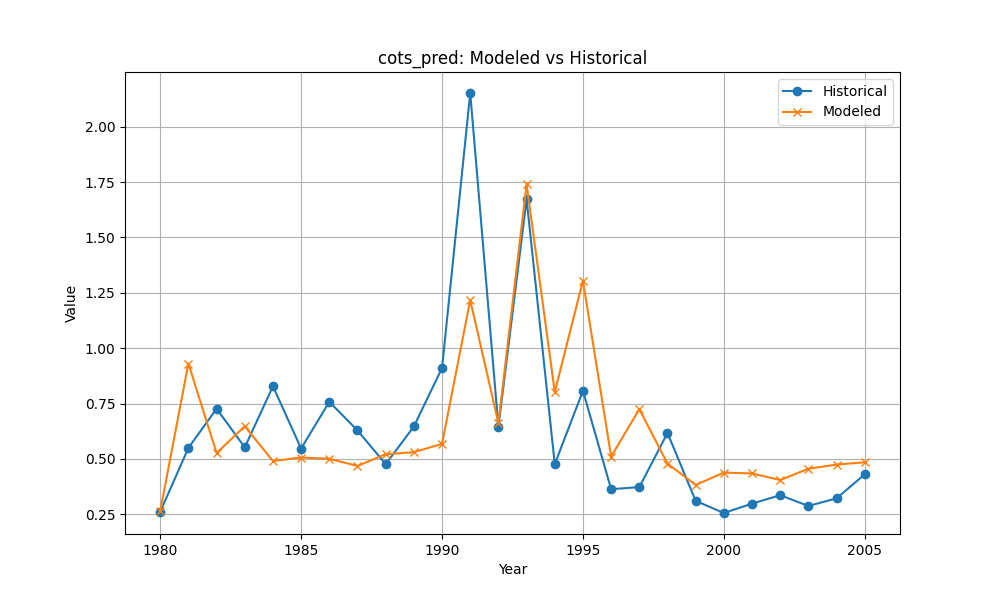 cots_pred: Modeled vs Historical
Historical
Modeled
Value
2.00
1.75
1.50
1.25
1.00
0.75
0.50
0.25
1980 1985 1990 1995 2000 2005
Year